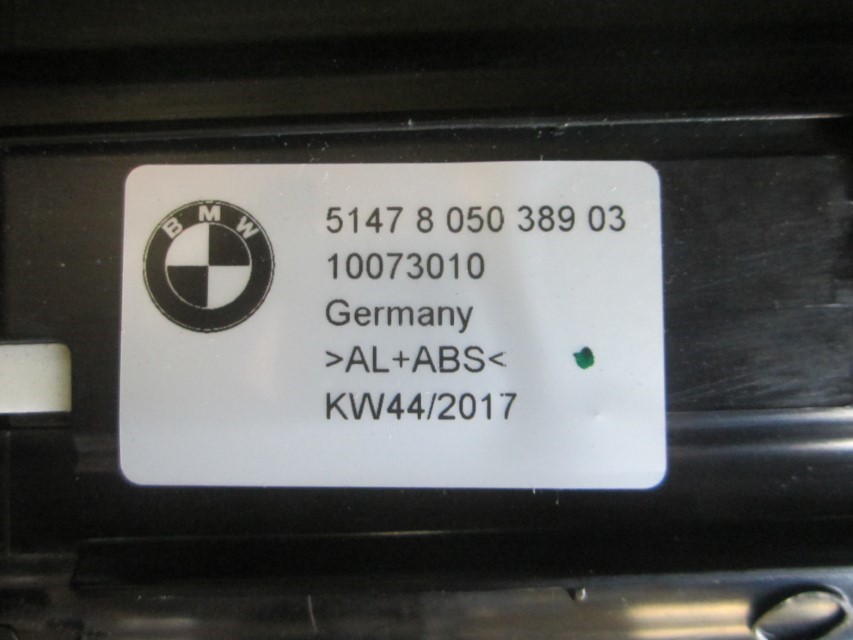 BMW
5147 8 050 389 03
10073010
Germany
>AL+ABS<
KW44/2017